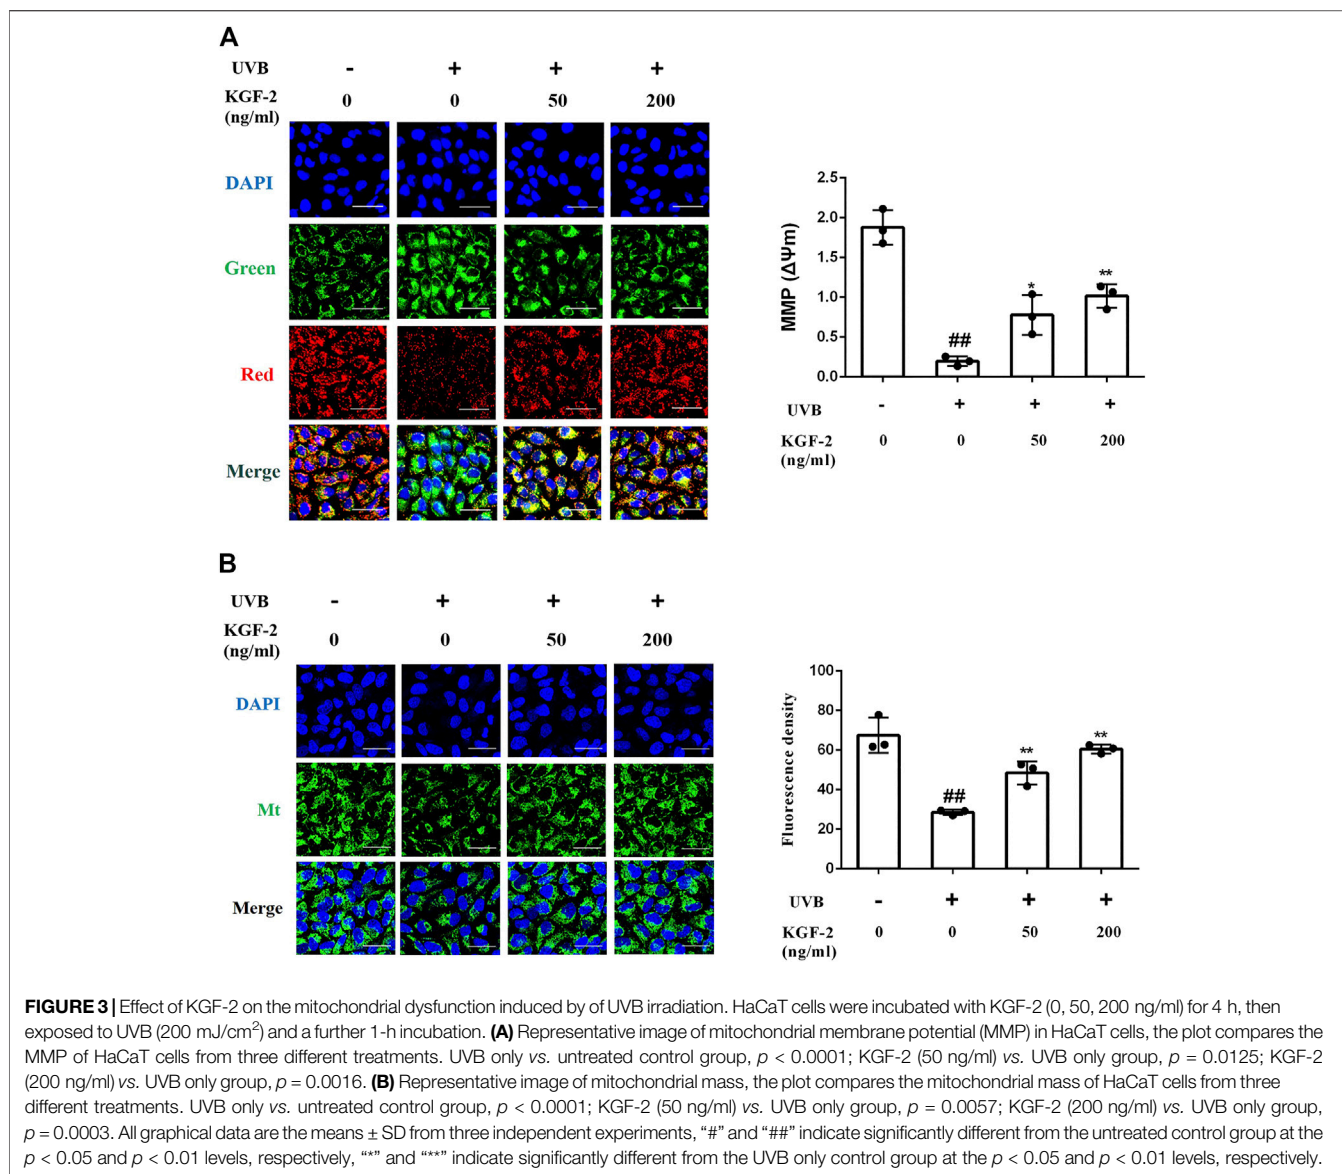 A
UVB - + + +
KGF-2 0 0 50 200
(ng/ml)
DAPI
Green
Red
Merge
MMP (ΔΨm)
2.5
2.0
1.5
1.0
0.5
0.0
## * **
UVB - + + +
KGF-2 0 0 50 200
(ng/ml)
B
UVB - + + +
KGF-2 0 0 50 200
(ng/ml)
DAPI
Mt
Merge
Fluorescence density
100
80
60
40
20
0
## ** **
UVB - + + +
KGF-2 0 0 50 200
(ng/ml)
FIGURE 3 | Effect of KGF-2 on the mitochondrial dysfunction induced by of UVB irradiation. HaCaT cells were incubated with KGF-2 (0, 50, 200 ng/ml) for 4 h, then
exposed to UVB (200 mJ/cm²) and a further 1-h incubation. (A) Representative image of mitochondrial membrane potential (MMP) in HaCaT cells, the plot compares the
MMP of HaCaT cells from three different treatments. UVB only vs. untreated control group, p < 0.0001; KGF-2 (50 ng/ml) vs. UVB only group, p = 0.0125; KGF-2
(200 ng/ml) vs. UVB only group, p = 0.0016. (B) Representative image of mitochondrial mass, the plot compares the mitochondrial mass of HaCaT cells from three
different treatments. UVB only vs. untreated control group, p < 0.0001; KGF-2 (50 ng/ml) vs. UVB only group, p = 0.0057; KGF-2 (200 ng/ml) vs. UVB only group,
p = 0.0003. All graphical data are the means ± SD from three independent experiments, “#” and “##” indicate significantly different from the untreated control group at the
p < 0.05 and p < 0.01 levels, respectively, “*” and “**” indicate significantly different from the UVB only control group at the p < 0.05 and p < 0.01 levels, respectively.